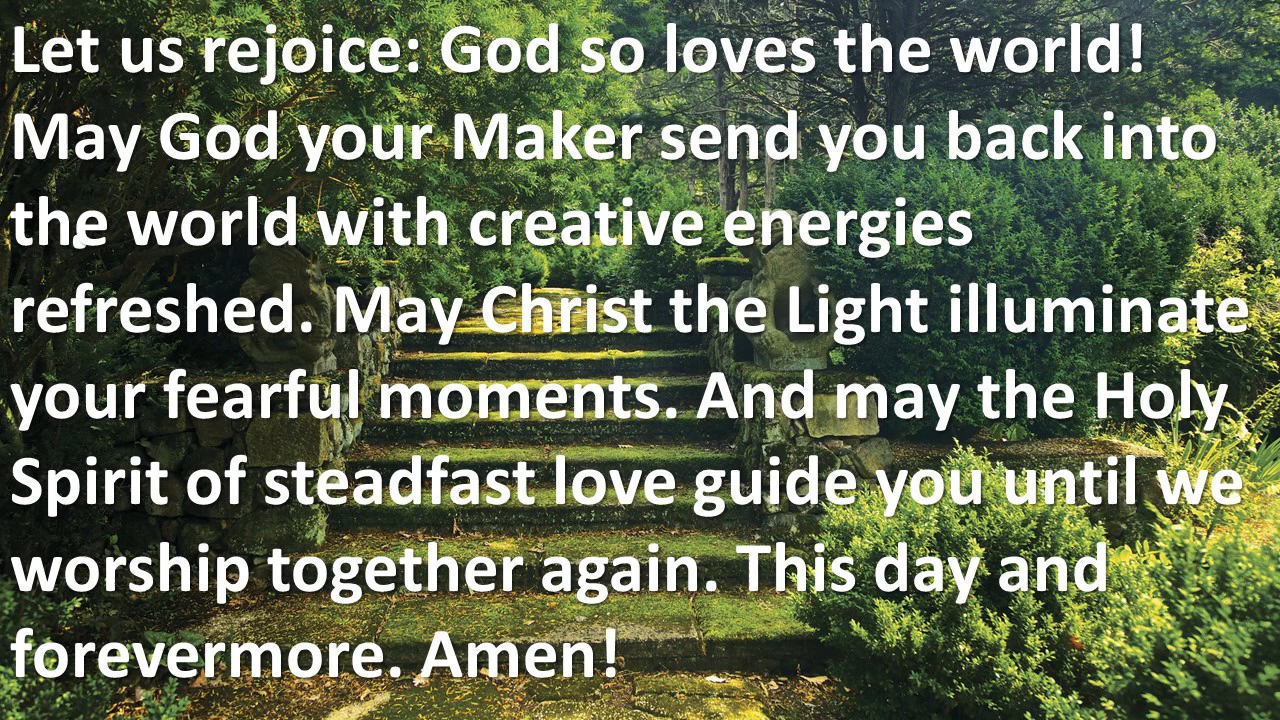 Let us rejoice: God so loves the world!
May God your Maker send you back into
the world with creative energies
refreshed. May Christ the Light illuminate
your fearful moments. And may the Holy
Spirit of steadfast love guide you until we
worship together again. This day and
forevermore. Amen!